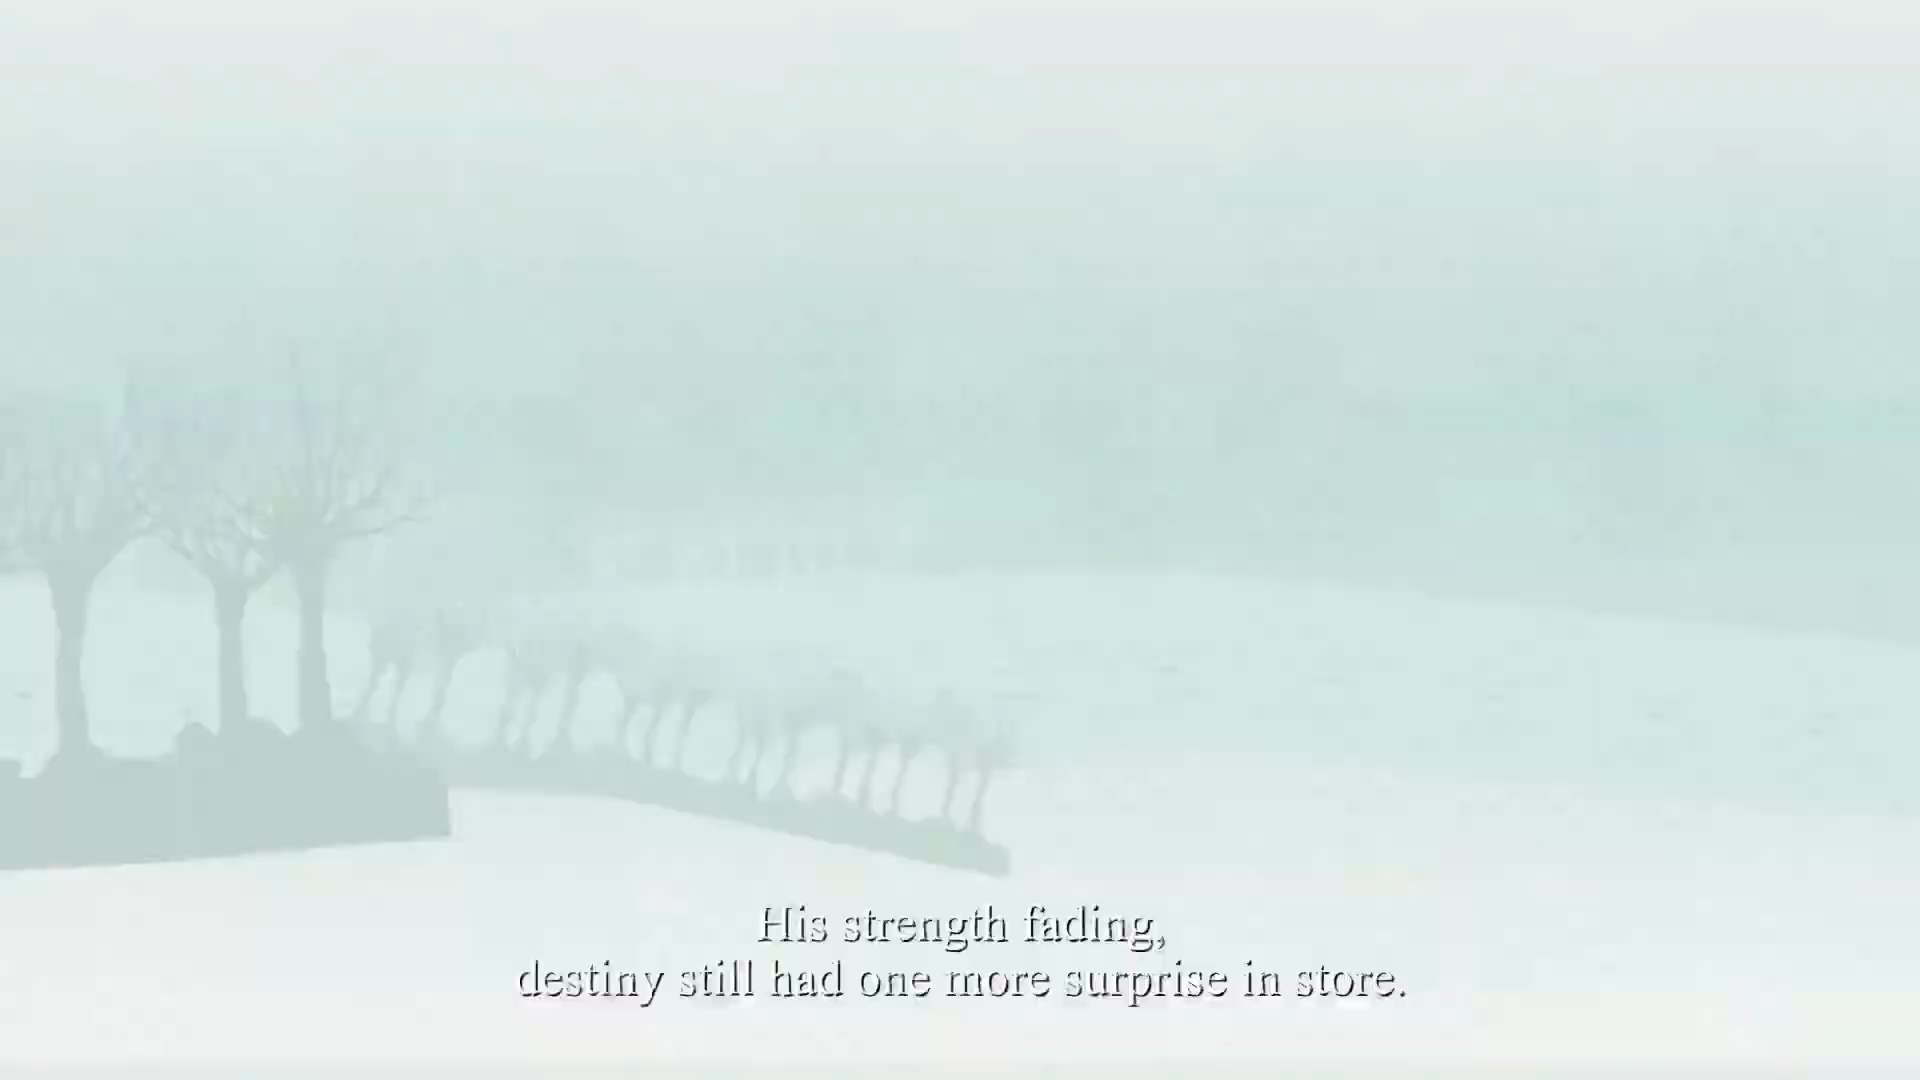 His strength fading,
destiny still had one more surprise in store.